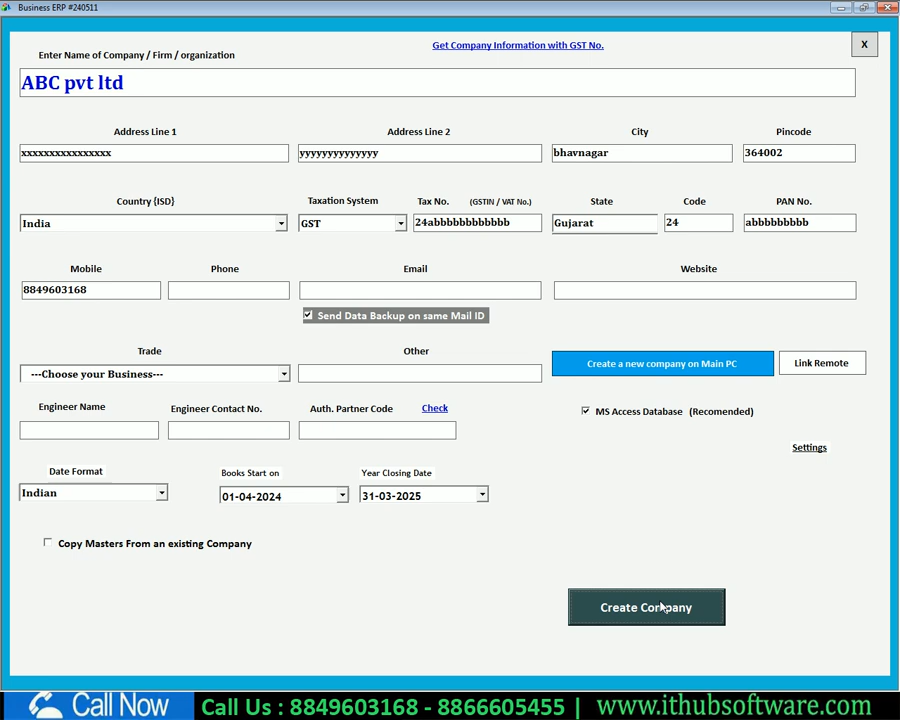 Business ERP #240511
Get Company Information with GST No.
X
Enter Name of Company / Firm / organization
ABC pvt ltd
Address Line 1 Address Line 2 City Pincode
xxxxxxxxxxxxxxxx yyyyyyyyyyyyyy bhavnagar 364002
Country {ISD} Taxation System Tax No. (GSTIN / VAT No.) State Code PAN No.
India GST 24abbbbbbbbbbbb Gujarat 24 abbbbbbbbb
Mobile Phone Email Website
8849603168
Send Data Backup on same Mail ID
Trade Other
---Choose your Business--- Create a new company on Main PC Link Remote
Engineer Name Engineer Contact No. Auth. Partner Code Check
MS Access Database (Recomended)
Settings
Date Format Books Start on Year Closing Date
Indian 01-04-2024 31-03-2025
Copy Masters From an existing Company
Create Company
Call Now Call Us : 8849603168 - 8866605455 | www.ithubsoftware.com